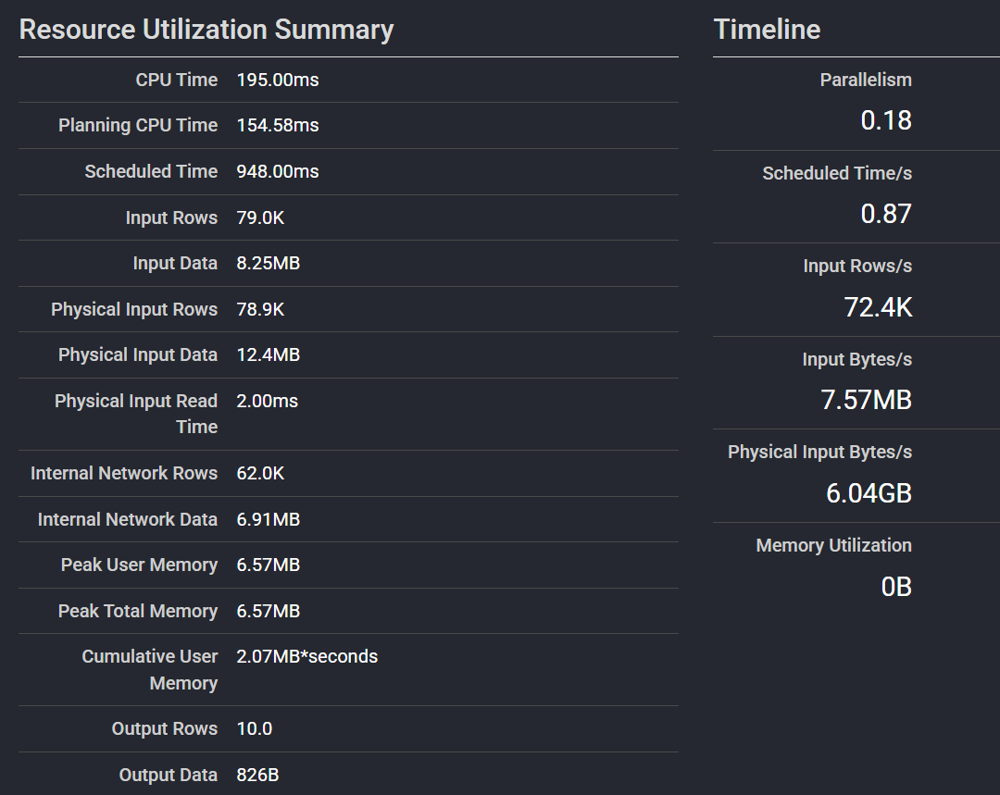 Resource Utilization Summary
CPU Time 195.00ms
Planning CPU Time 154.58ms
Scheduled Time 948.00ms
Input Rows 79.0K
Input Data 8.25MB
Physical Input Rows 78.9K
Physical Input Data 12.4MB
Physical Input Read 2.00ms
Time
Internal Network Rows 62.0K
Internal Network Data 6.91MB
Peak User Memory 6.57MB
Peak Total Memory 6.57MB
Cumulative User 2.07MB*seconds
Memory
Output Rows 10.0
Output Data 826B
Timeline
Parallelism
0.18
Scheduled Time/s
0.87
Input Rows/s
72.4K
Input Bytes/s
7.57MB
Physical Input Bytes/s
6.04GB
Memory Utilization
0B